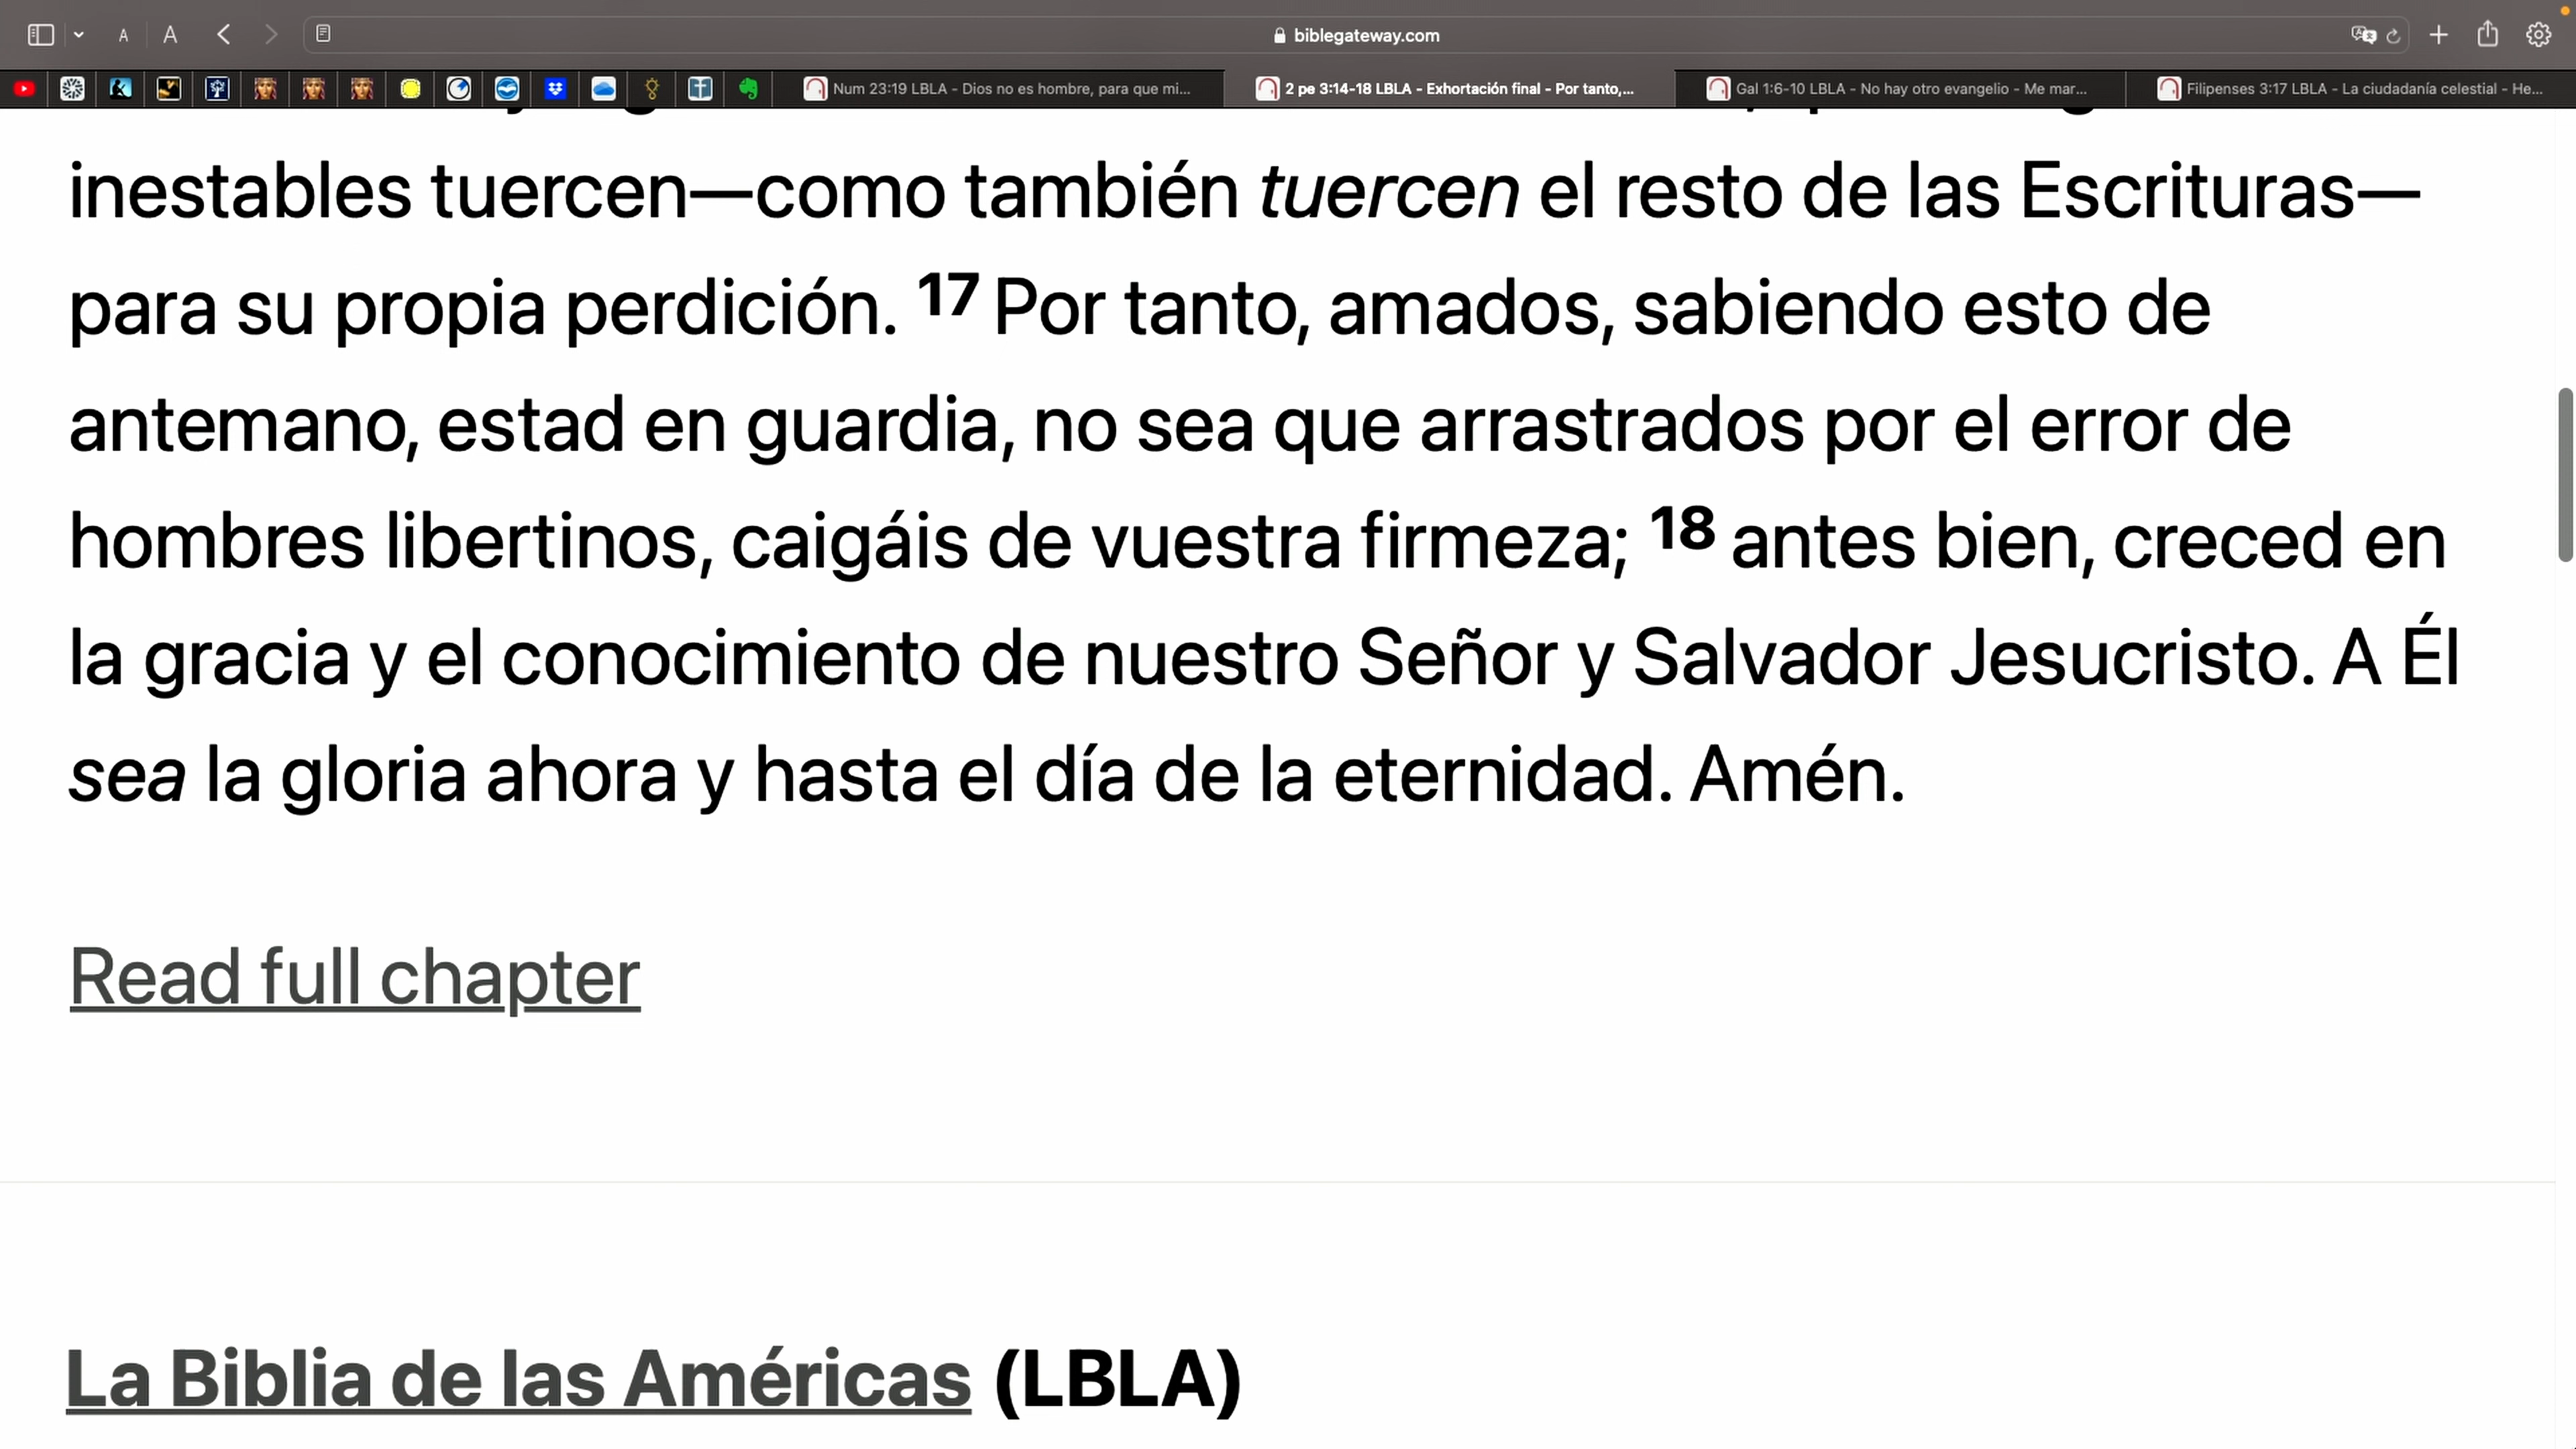 A A biblegateway.com
Num 23:19 LBLA - Dios no es hombre, para que mi...
2 pe 3:14-18 LBLA - Exhortación final - Por tanto,...
Gal 1:6-10 LBLA - No hay otro evangelio - Me mar...
Filipenses 3:17 LBLA - La ciudadanía celestial - He...
inestables tuercen—como también tuercen el resto de las Escrituras—
para su propia perdición. 17 Por tanto, amados, sabiendo esto de
antemano, estad en guardia, no sea que arrastrados por el error de
hombres libertinos, caigáis de vuestra firmeza; 18 antes bien, creced en
la gracia y el conocimiento de nuestro Señor y Salvador Jesucristo. A Él
sea la gloria ahora y hasta el día de la eternidad. Amén.
Read full chapter
La Biblia de las Américas (LBLA)